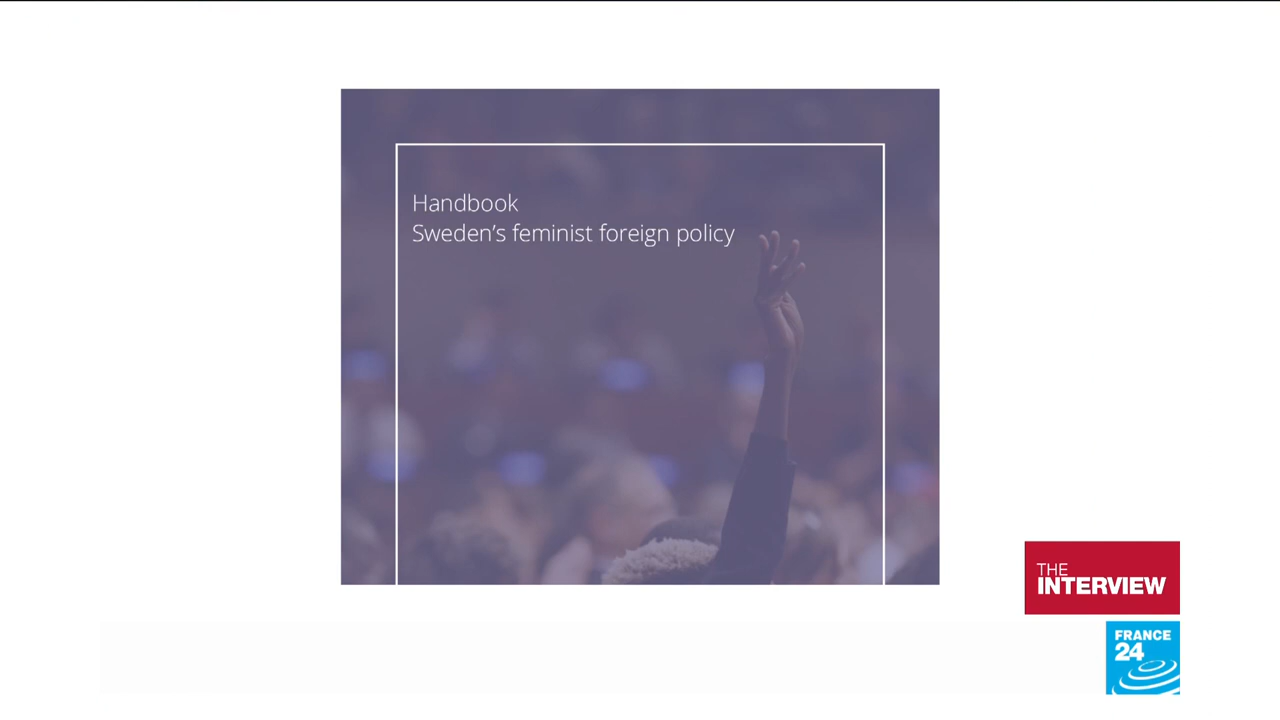 Handbook
Sweden’s feminist foreign policy
THE
INTERVIEW
FRANCE
24